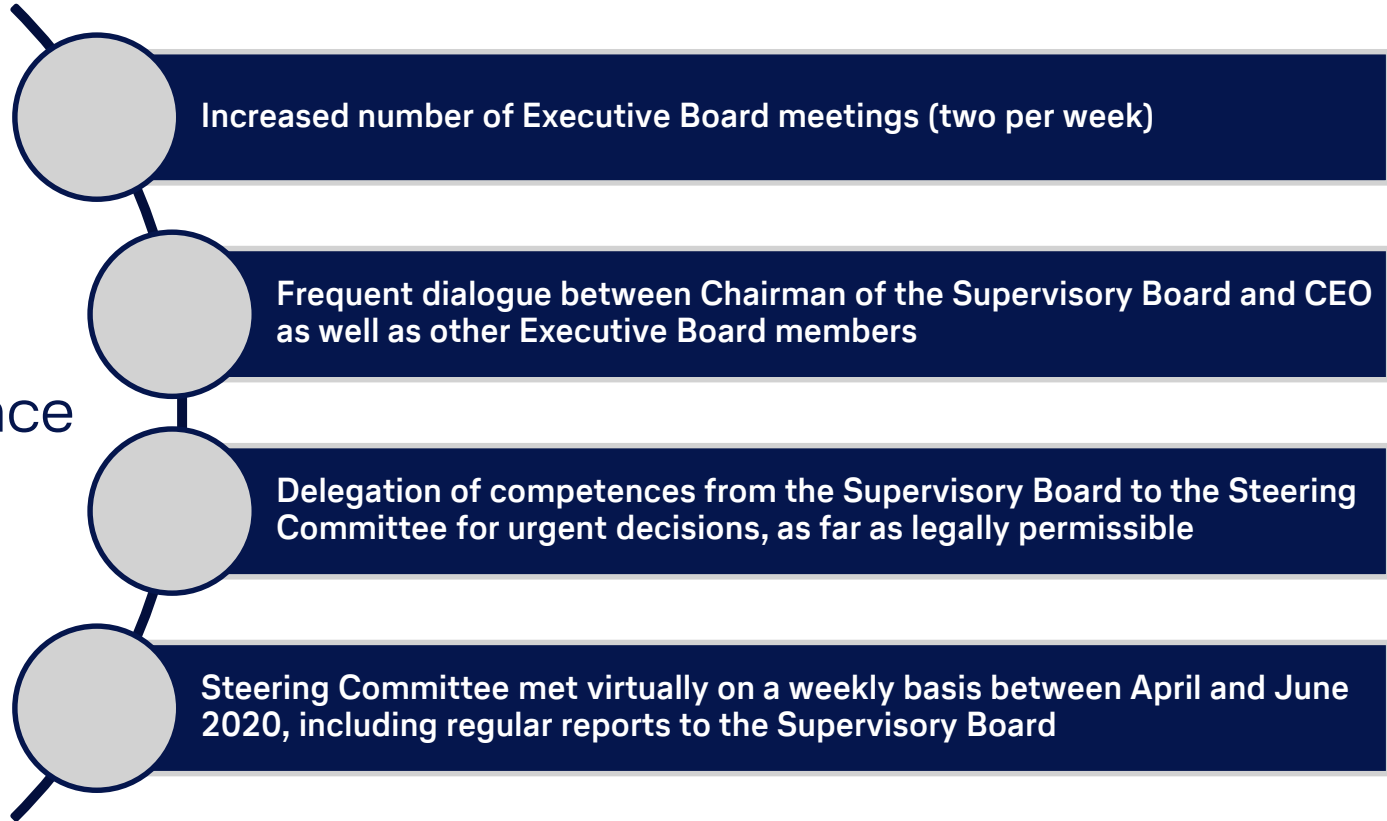 Increased number of Executive Board meetings (two per week)
Frequent dialogue between Chairman of the Supervisory Board and CEO
as well as other Executive Board members
Delegation of competences from the Supervisory Board to the Steering
Committee for urgent decisions, as far as legally permissible
Steering Committee met virtually on a weekly basis between April and June
2020, including regular reports to the Supervisory Board